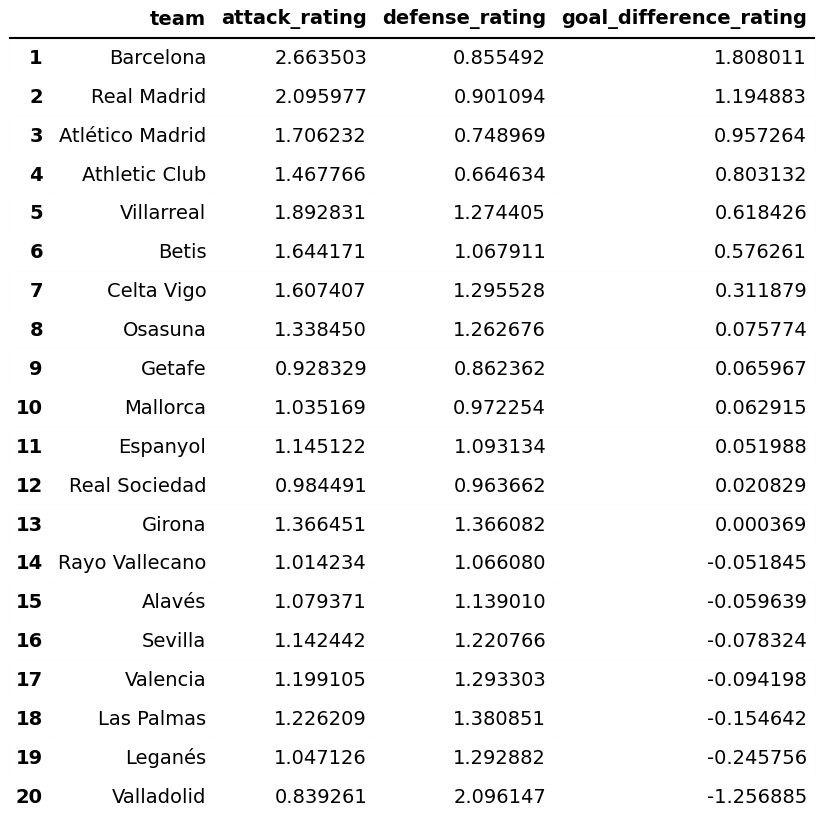 team attack_rating defense_rating goal_difference_rating
1 Barcelona 2.663503 0.855492 1.808011
2 Real Madrid 2.095977 0.901094 1.194883
3 Atlético Madrid 1.706232 0.748969 0.957264
4 Athletic Club 1.467766 0.664634 0.803132
5 Villarreal 1.892831 1.274405 0.618426
6 Betis 1.644171 1.067911 0.576261
7 Celta Vigo 1.607407 1.295528 0.311879
8 Osasuna 1.338450 1.262676 0.075774
9 Getafe 0.928329 0.862362 0.065967
10 Mallorca 1.035169 0.972254 0.062915
11 Espanyol 1.145122 1.093134 0.051988
12 Real Sociedad 0.984491 0.963662 0.020829
13 Girona 1.366451 1.366082 0.000369
14 Rayo Vallecano 1.014234 1.066080 -0.051845
15 Alavés 1.079371 1.139010 -0.059639
16 Sevilla 1.142442 1.220766 -0.078324
17 Valencia 1.199105 1.293303 -0.094198
18 Las Palmas 1.226209 1.380851 -0.154642
19 Leganés 1.047126 1.292882 -0.245756
20 Valladolid 0.839261 2.096147 -1.256885